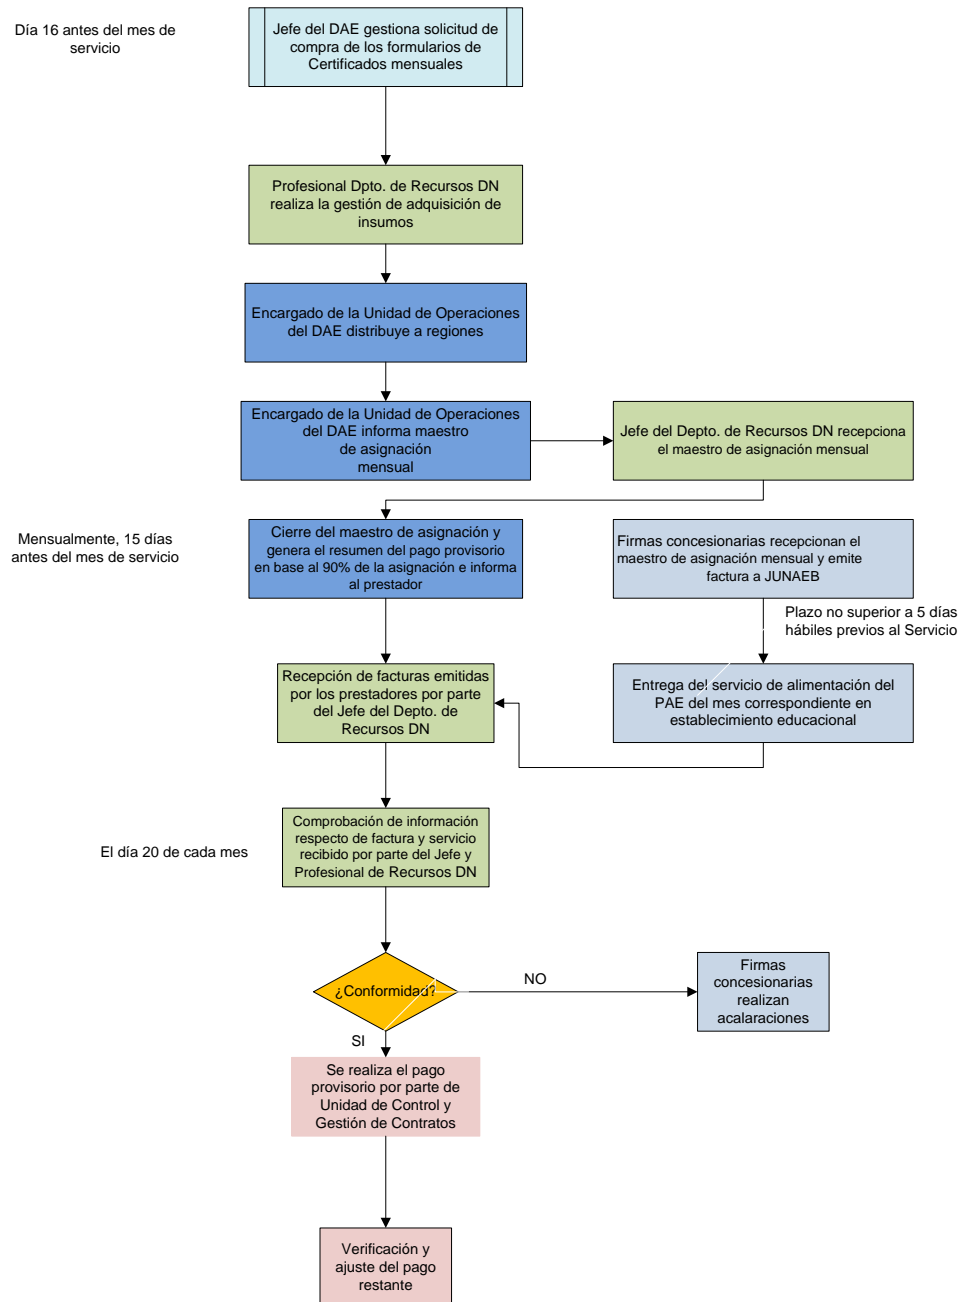 Día 16 antes del mes de
servicio
Jefe del DAE gestiona solicitud de
compra de los formularios de
Certificados mensuales
Profesional Dpto. de Recursos DN
realiza la gestión de adquisición de
insumos
Encargado de la Unidad de Operaciones
del DAE distribuye a regiones
Encargado de la Unidad de Operaciones
del DAE informa maestro
de asignación
mensual
Jefe del Depto. de Recursos DN recepciona
el maestro de asignación mensual
Mensualmente, 15 días
antes del mes de servicio
Cierre del maestro de asignación y
genera el resumen del pago provisorio
en base al 90% de la asignación e informa
al prestador
Firmas concesionarias recepcionan el
maestro de asignación mensual y emite
factura a JUNAEB
Plazo no superior a 5 días
hábiles previos al Servicio
Recepción de facturas emitidas
por los prestadores por parte
del Jefe del Depto. de
Recursos DN
Entrega del servicio de alimentación del
PAE del mes correspondiente en
establecimiento educacional
El día 20 de cada mes
Comprobación de información
respecto de factura y servicio
recibido por parte del Jefe y
Profesional de Recursos DN
¿Conformidad?
NO
Firmas
concesionarias
realizan
acalaraciones
SI
Se realiza el pago
provisorio por parte de
Unidad de Control y
Gestión de Contratos
Verificación y
ajuste del pago
restante